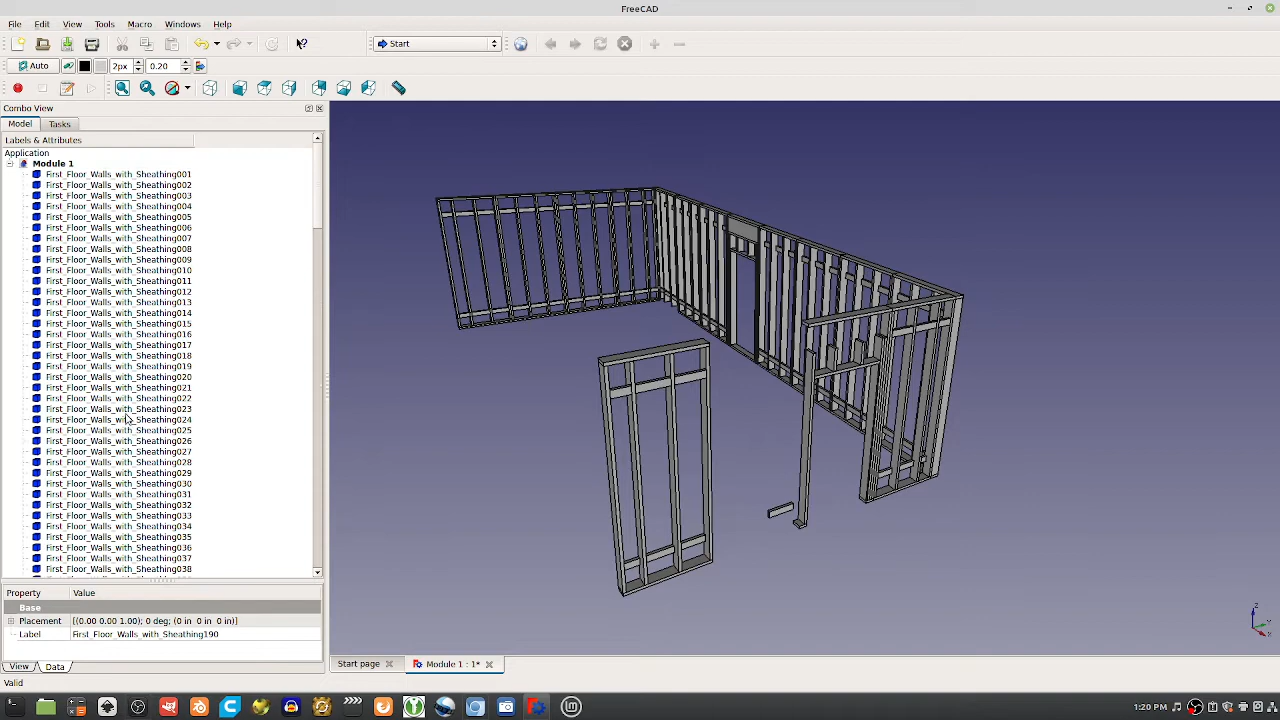 FreeCAD
File Edit View Tools Macro Windows Help
Start
Auto 2px 0.20
Combo View
Model Tasks
Labels & Attributes
Application
Module 1
First_Floor_Walls_with_Sheathing001
First_Floor_Walls_with_Sheathing002
First_Floor_Walls_with_Sheathing003
First_Floor_Walls_with_Sheathing004
First_Floor_Walls_with_Sheathing005
First_Floor_Walls_with_Sheathing006
First_Floor_Walls_with_Sheathing007
First_Floor_Walls_with_Sheathing008
First_Floor_Walls_with_Sheathing009
First_Floor_Walls_with_Sheathing010
First_Floor_Walls_with_Sheathing011
First_Floor_Walls_with_Sheathing012
First_Floor_Walls_with_Sheathing013
First_Floor_Walls_with_Sheathing014
First_Floor_Walls_with_Sheathing015
First_Floor_Walls_with_Sheathing016
First_Floor_Walls_with_Sheathing017
First_Floor_Walls_with_Sheathing018
First_Floor_Walls_with_Sheathing019
First_Floor_Walls_with_Sheathing020
First_Floor_Walls_with_Sheathing021
First_Floor_Walls_with_Sheathing022
First_Floor_Walls_with_Sheathing023
First_Floor_Walls_with_Sheathing024
First_Floor_Walls_with_Sheathing025
First_Floor_Walls_with_Sheathing026
First_Floor_Walls_with_Sheathing027
First_Floor_Walls_with_Sheathing028
First_Floor_Walls_with_Sheathing029
First_Floor_Walls_with_Sheathing030
First_Floor_Walls_with_Sheathing031
First_Floor_Walls_with_Sheathing032
First_Floor_Walls_with_Sheathing033
First_Floor_Walls_with_Sheathing034
First_Floor_Walls_with_Sheathing035
First_Floor_Walls_with_Sheathing036
First_Floor_Walls_with_Sheathing037
First_Floor_Walls_with_Sheathing038
Property Value
Base
Placement [(0.00 0.00 1.00); 0 deg; (0 in 0 in 0 in)]
Label First_Floor_Walls_with_Sheathing190
View Data
Start page Module 1 : 1*
Valid
1:20 PM